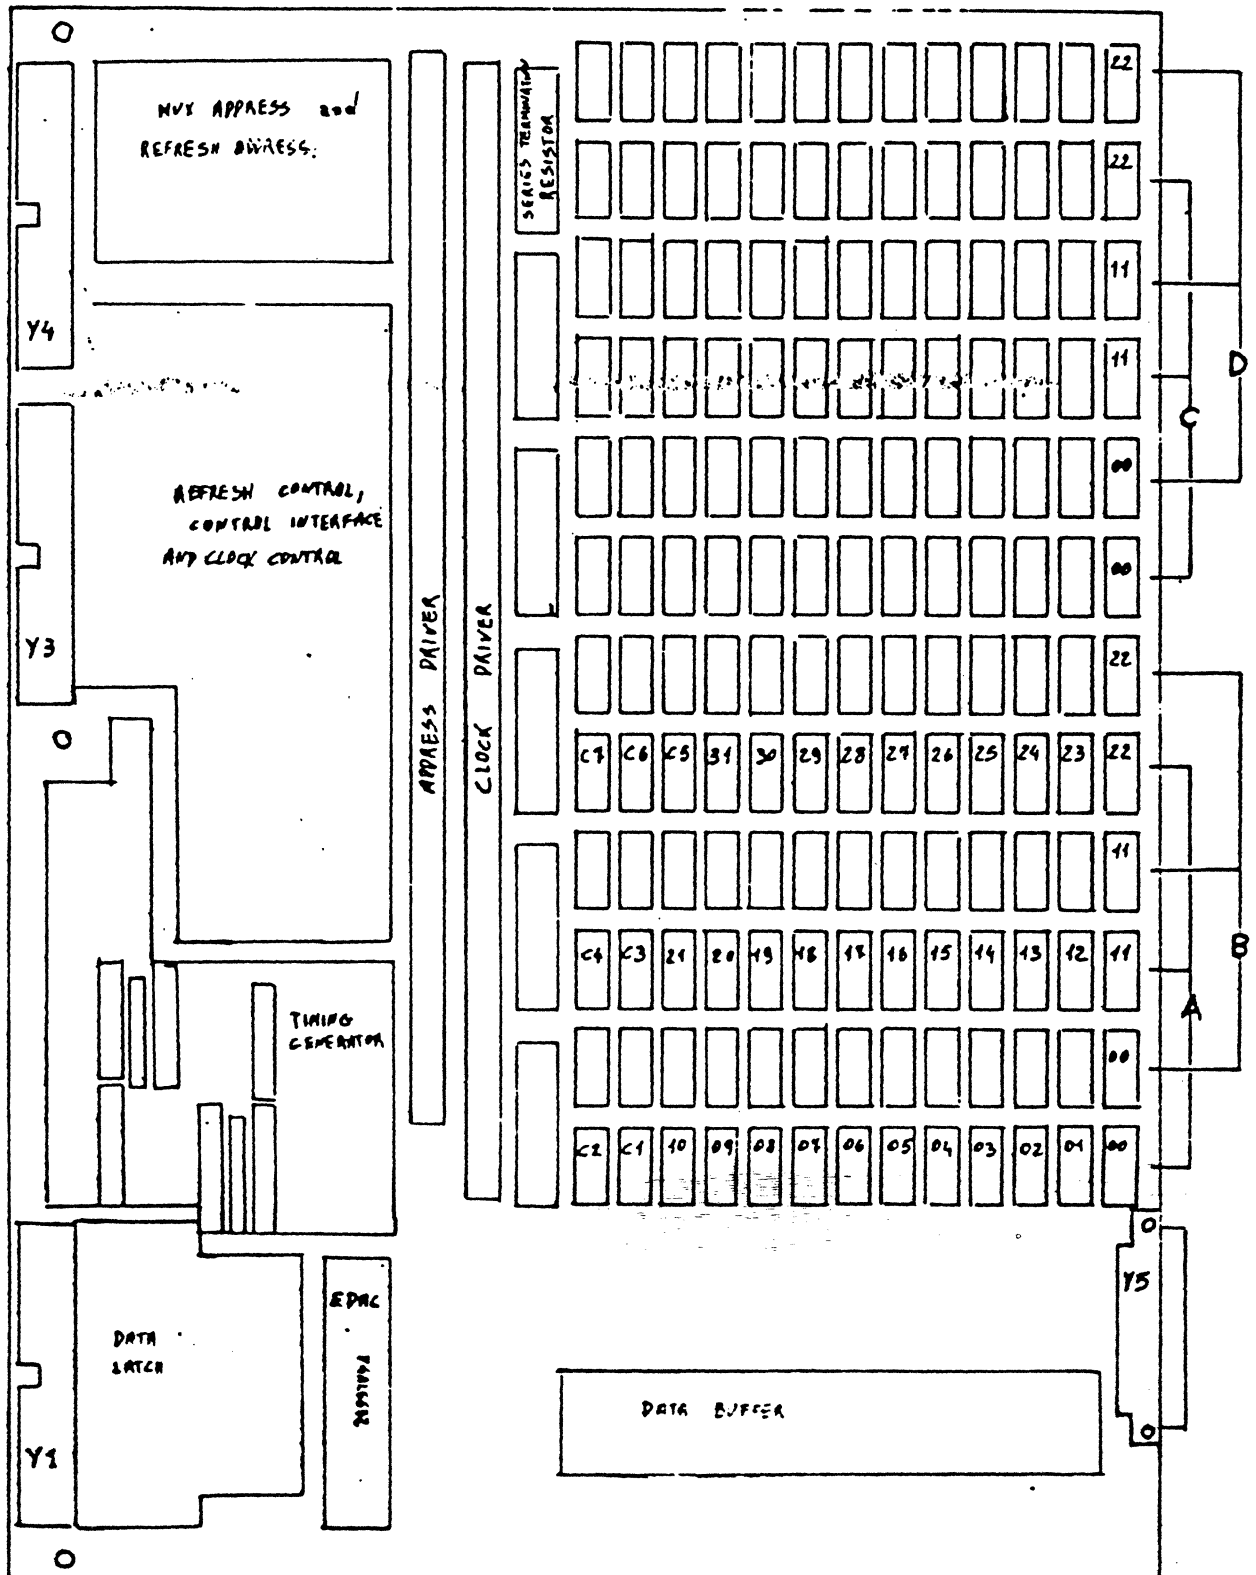 22
MUX ADDRESS and
REFRESH ADDRESS.
SERIES TERMINATION
RESISTOR
22
11
Y4
11
D
C
00
REFRESH CONTROL,
CONTROL INTERFACE
AND CLOCK CONTROL
00
Y3
ADDRESS DRIVER
CLOCK DRIVER
22
C7 C6 C5 31 30 29 28 27 26 25 24 23 22
11
B
C4 C3 21 20 19 18 17 16 15 14 13 12 11
A
TIMING
GENERATOR
00
C2 C1 10 09 08 07 06 05 04 03 02 01 00
Y5
EDAC
DATA
LATCH
DATA BUFFER
Y1